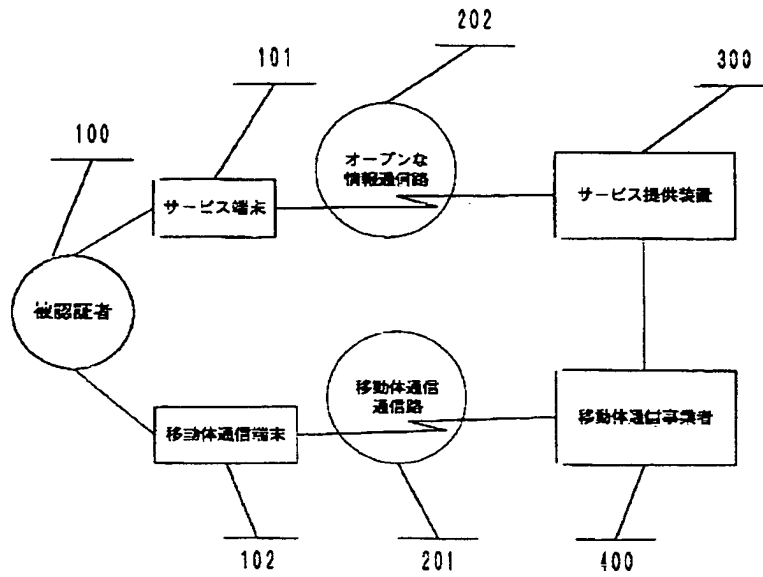 202
101
300
100
オープンな
情報通何路
サービス端末
サービス提供装置
被認証者
移動体通信
通信路
移動体通信端末
移動体通信事業者
102
201
400